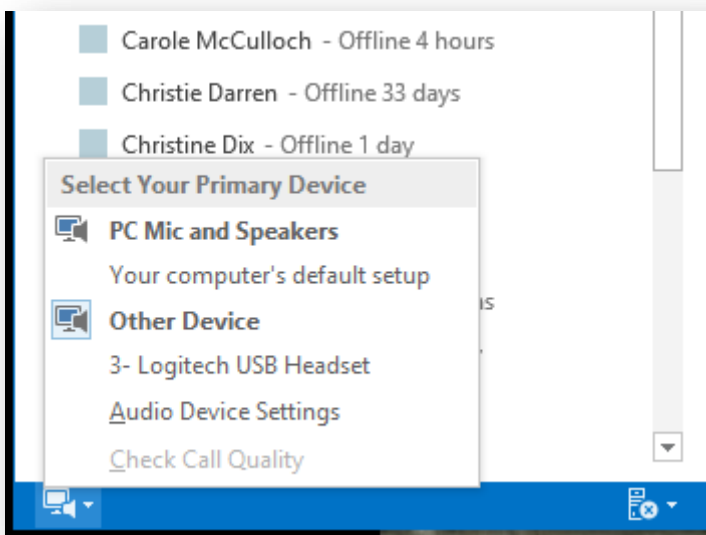 Carole McCulloch - Offline 4 hours
Christie Darren - Offline 33 days
Christine Dix - Offline 1 day
Select Your Primary Device
PC Mic and Speakers
Your computer's default setup
Other Device
3- Logitech USB Headset
Audio Device Settings
Check Call Quality